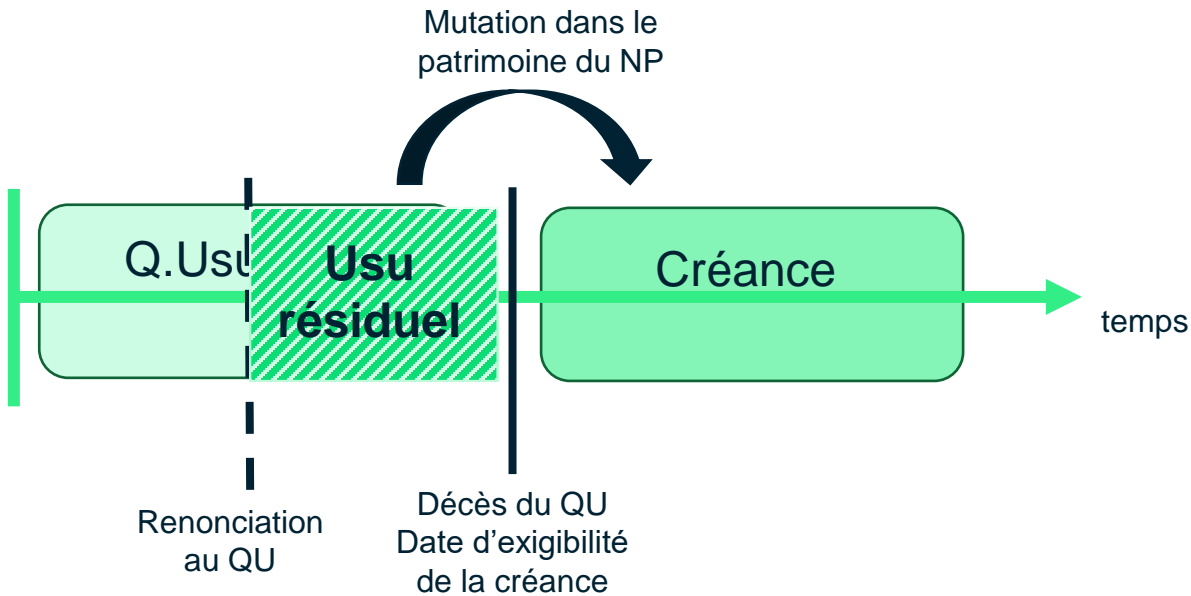 Mutation dans le
patrimoine du NP
Q.Usu
Usu
résiduel
Créance
temps
Renonciation
au QU
Décès du QU
Date d’exigibilité
de la créance